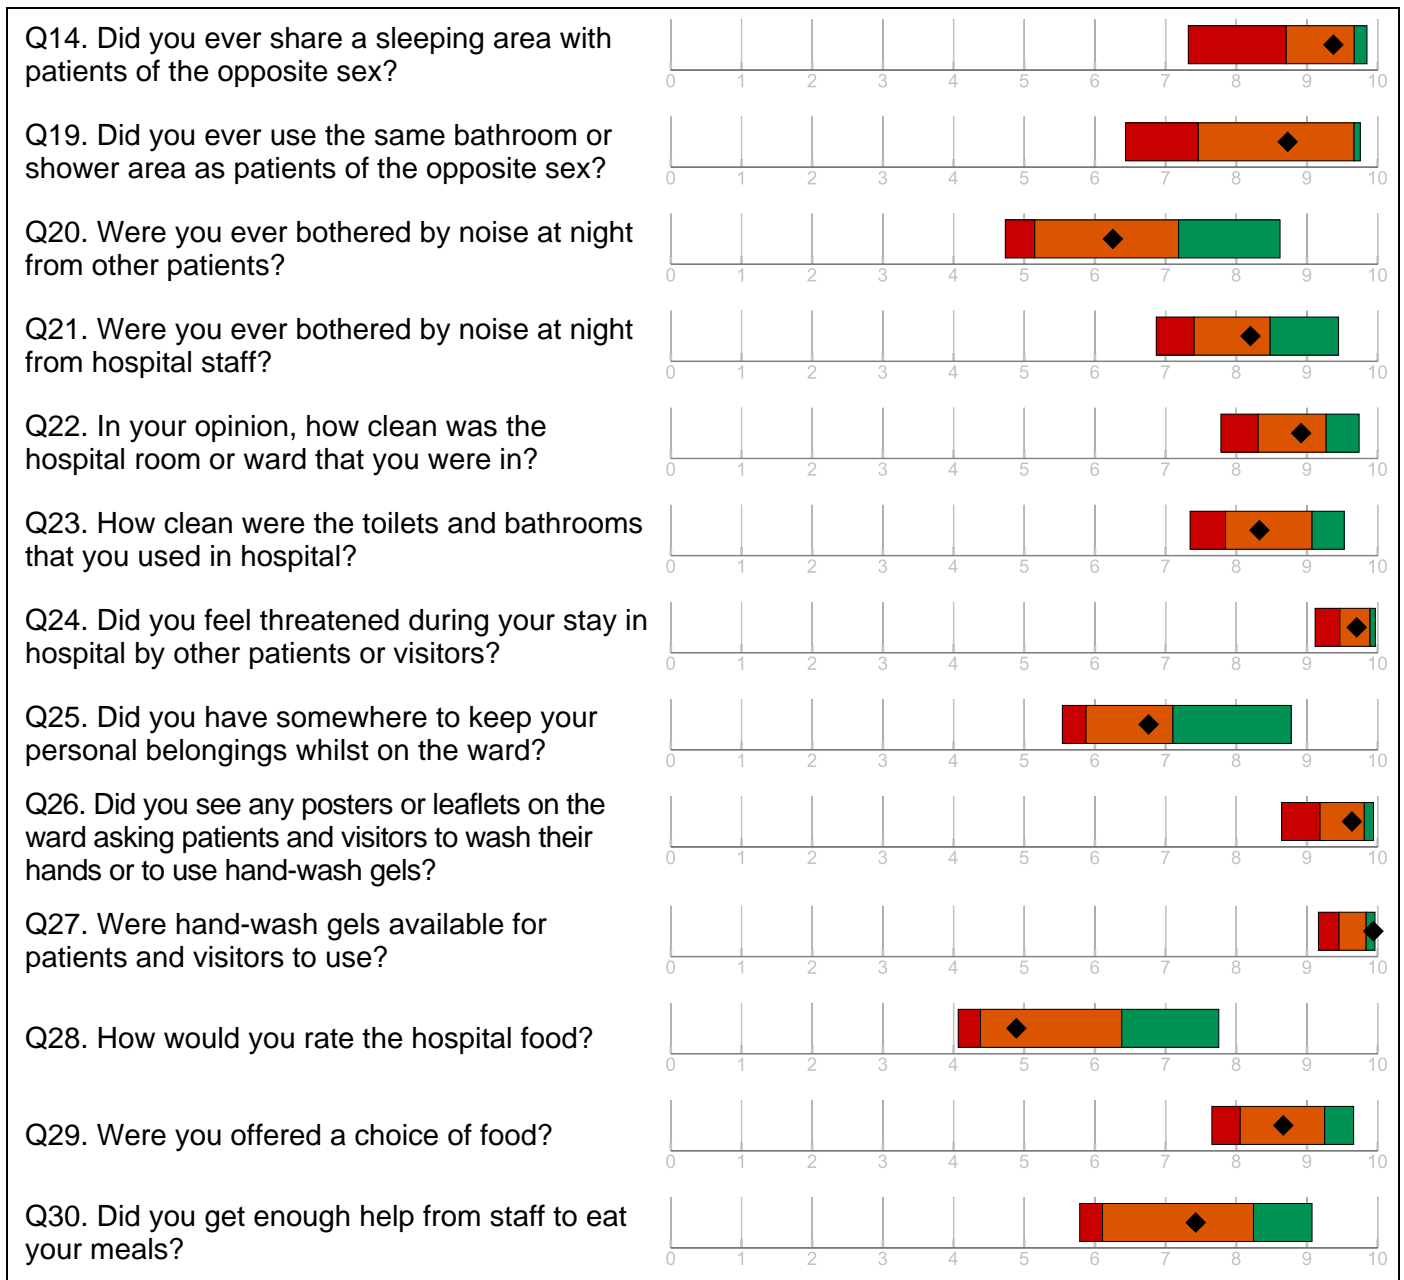 Q14. Did you ever share a sleeping area with
patients of the opposite sex?
0 1 2 3 4 5 6 7 8 9 10
Q19. Did you ever use the same bathroom or
shower area as patients of the opposite sex?
0 1 2 3 4 5 6 7 8 9 10
Q20. Were you ever bothered by noise at night
from other patients?
0 1 2 3 4 5 6 7 8 9 10
Q21. Were you ever bothered by noise at night
from hospital staff?
0 1 2 3 4 5 6 7 8 9 10
Q22. In your opinion, how clean was the
hospital room or ward that you were in?
0 1 2 3 4 5 6 7 8 9 10
Q23. How clean were the toilets and bathrooms
that you used in hospital?
0 1 2 3 4 5 6 7 8 9 10
Q24. Did you feel threatened during your stay in
hospital by other patients or visitors?
0 1 2 3 4 5 6 7 8 9 10
Q25. Did you have somewhere to keep your
personal belongings whilst on the ward?
0 1 2 3 4 5 6 7 8 9 10
Q26. Did you see any posters or leaflets on the
ward asking patients and visitors to wash their
hands or to use hand-wash gels?
0 1 2 3 4 5 6 7 8 9 10
Q27. Were hand-wash gels available for
patients and visitors to use?
0 1 2 3 4 5 6 7 8 9 10
Q28. How would you rate the hospital food?
0 1 2 3 4 5 6 7 8 9 10
Q29. Were you offered a choice of food?
0 1 2 3 4 5 6 7 8 9 10
Q30. Did you get enough help from staff to eat
your meals?
0 1 2 3 4 5 6 7 8 9 10